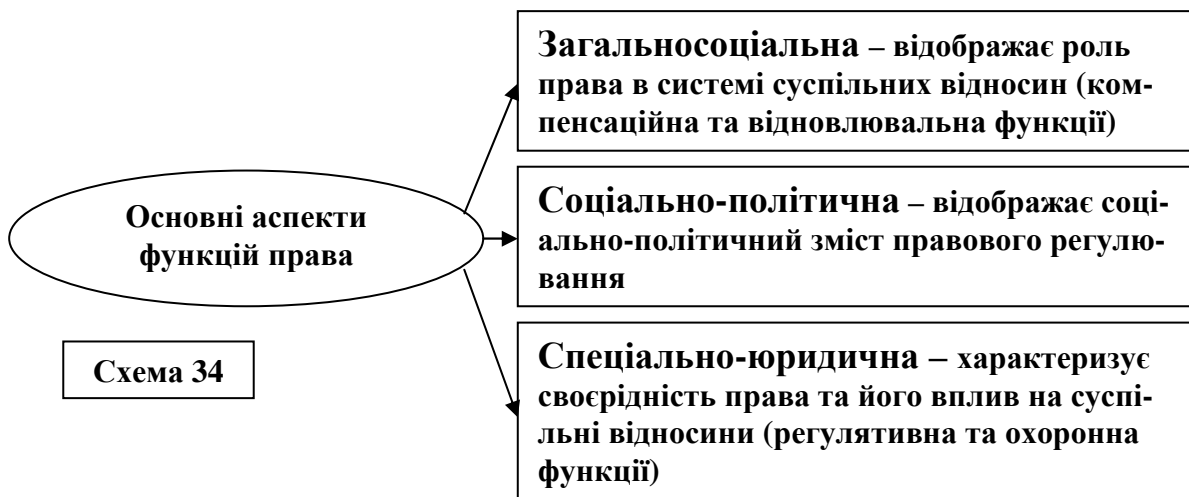 Загальносоціальна – відображає роль
права в системі суспільних відносин (ком-
пенсаційна та відновлювальна функції)
Основні аспекти
функцій права
Соціально-політична – відображає соці-
ально-політичний зміст правового регулю-
вання
Схема 34
Спеціально-юридична – характеризує
своєрідність права та його вплив на суспі-
льні відносини (регулятивна та охоронна
функції)